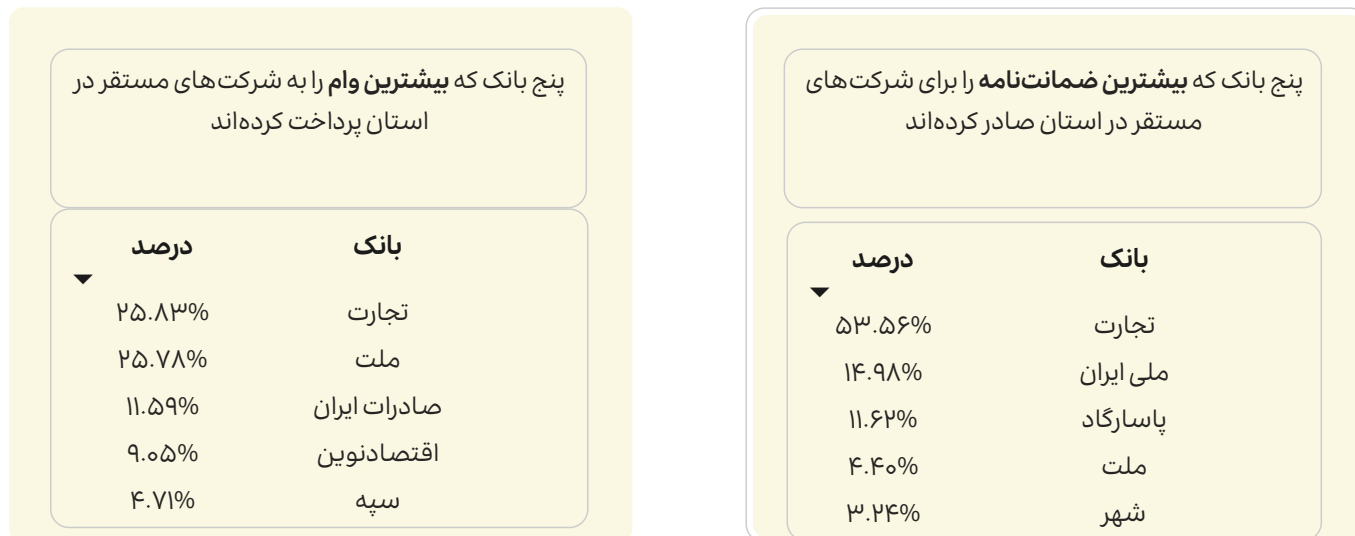 پنج بانک که بیشترین ضمانت‌نامه را برای شرکت‌های
مستقر در استان صادر کرده‌اند
بانک درصد
تجارت ۵۳.۵۶%
ملی ایران ۱۴.۹۸%
پاسارگاد ۱۱.۶۲%
ملت ۴.۴۰%
شهر ۳.۲۴%
پنج بانک که بیشترین وام را به شرکت‌های مستقر در
استان پرداخت کرده‌اند
بانک درصد
تجارت ۲۵.۸۳%
ملت ۲۵.۷۸%
صادرات ایران ۱۱.۵۹%
اقتصادنوین ۹.۰۵%
سپه ۴.۷۱%